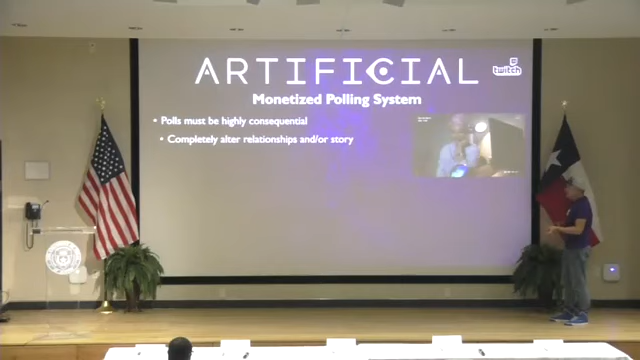 ARTIFICIAL
twitch
Monetized Polling System
• Polls must be highly consequential
• Completely alter relationships and/or story